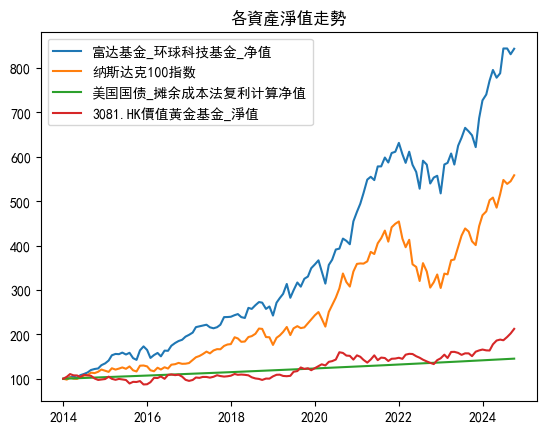 各資產淨值走勢
富达基金_环球科技基金_净值
纳斯达克100指数
美国国债_摊余成本法复利计算净值
3081.HK價值黃金基金_淨值
800
700
600
500
400
300
200
100
2014 2016 2018 2020 2022 2024